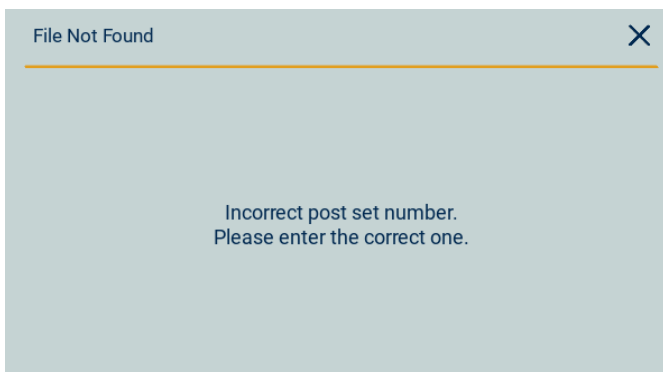 File Not Found
Incorrect post set number.
Please enter the correct one.